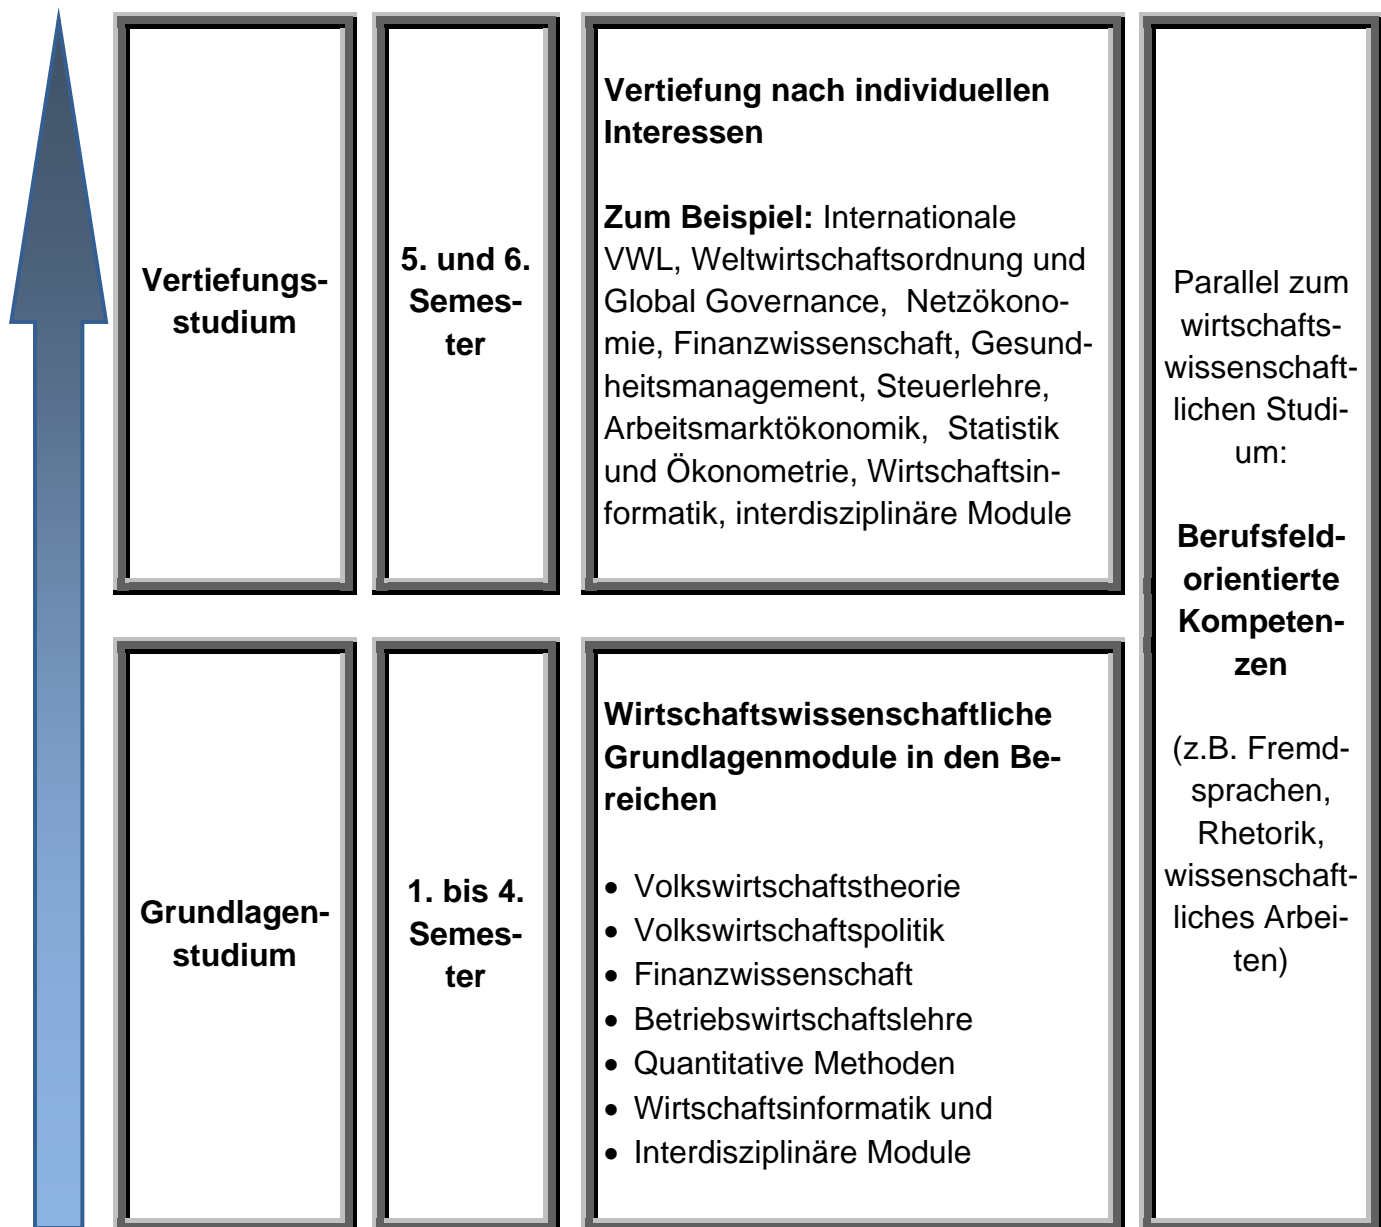 Vertiefungs-
studium
5. und 6.
Semes-
ter
Vertiefung nach individuellen
Interessen
Zum Beispiel: Internationale
VWL, Weltwirtschaftsordnung und
Global Governance,  Netzökono-
mie, Finanzwissenschaft, Gesund-
heitsmanagement, Steuerlehre,
Arbeitsmarktökonomik,  Statistik
und Ökonometrie, Wirtschaftsin-
formatik, interdisziplinäre Module
Grundlagen-
studium
1. bis 4.
Semes-
ter
Wirtschaftswissenschaftliche
Grundlagenmodule in den Be-
reichen
• Volkswirtschaftstheorie
• Volkswirtschaftspolitik
• Finanzwissenschaft
• Betriebswirtschaftslehre
• Quantitative Methoden
• Wirtschaftsinformatik und
• Interdisziplinäre Module
Parallel zum
wirtschafts-
wissenschaft-
lichen Studi-
um:
Berufsfeld-
orientierte
Kompeten-
zen
(z.B. Fremd-
sprachen,
Rhetorik,
wissenschaft-
liches Arbei-
ten)